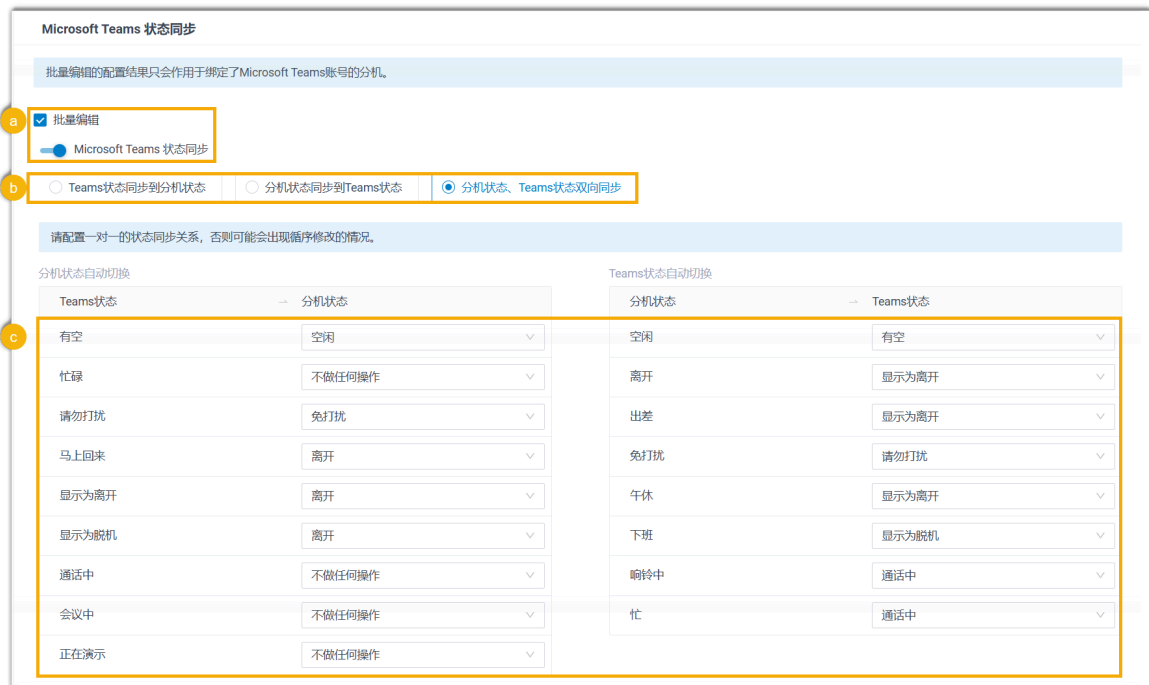 Microsoft Teams 状态同步
批量编辑的配置结果只会作用于绑定了Microsoft Teams账号的分机。
a
批量编辑
Microsoft Teams 状态同步
b
Teams状态同步到分机状态 分机状态同步到Teams状态 分机状态、Teams状态双向同步
请配置一对一的状态同步关系，否则可能会出现循序修改的情况。
分机状态自动切换 Teams状态自动切换
Teams状态 → 分机状态 分机状态 → Teams状态
c
有空 空闲 空闲 有空
忙碌 不做任何操作 离开 显示为离开
请勿打扰 免打扰 出差 显示为离开
马上回来 离开 免打扰 请勿打扰
显示为离开 离开 午休 显示为离开
显示为脱机 离开 下班 显示为脱机
通话中 不做任何操作 响铃中 通话中
会议中 不做任何操作 忙 通话中
正在演示 不做任何操作